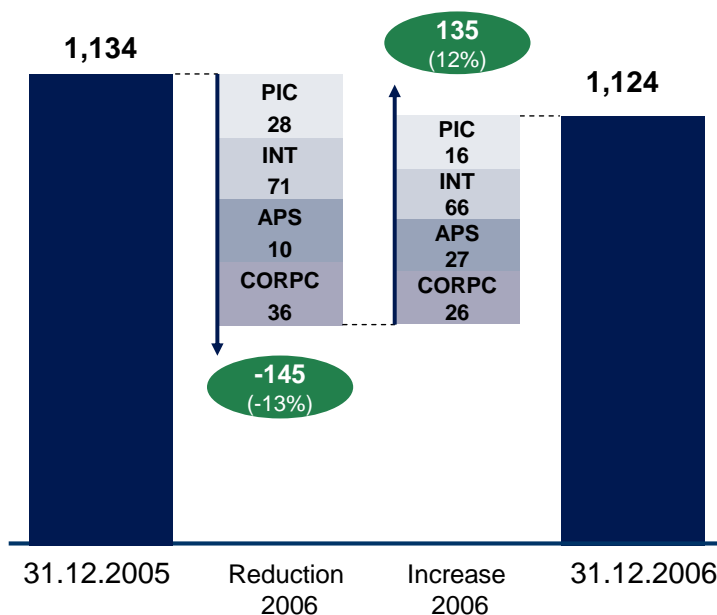 135
(12%)
1,134
1,124
PIC
28
INT
71
APS
10
CORPC
36
PIC
16
INT
66
APS
27
CORPC
26
-145
(-13%)
31.12.2005
Reduction
2006
Increase
2006
31.12.2006